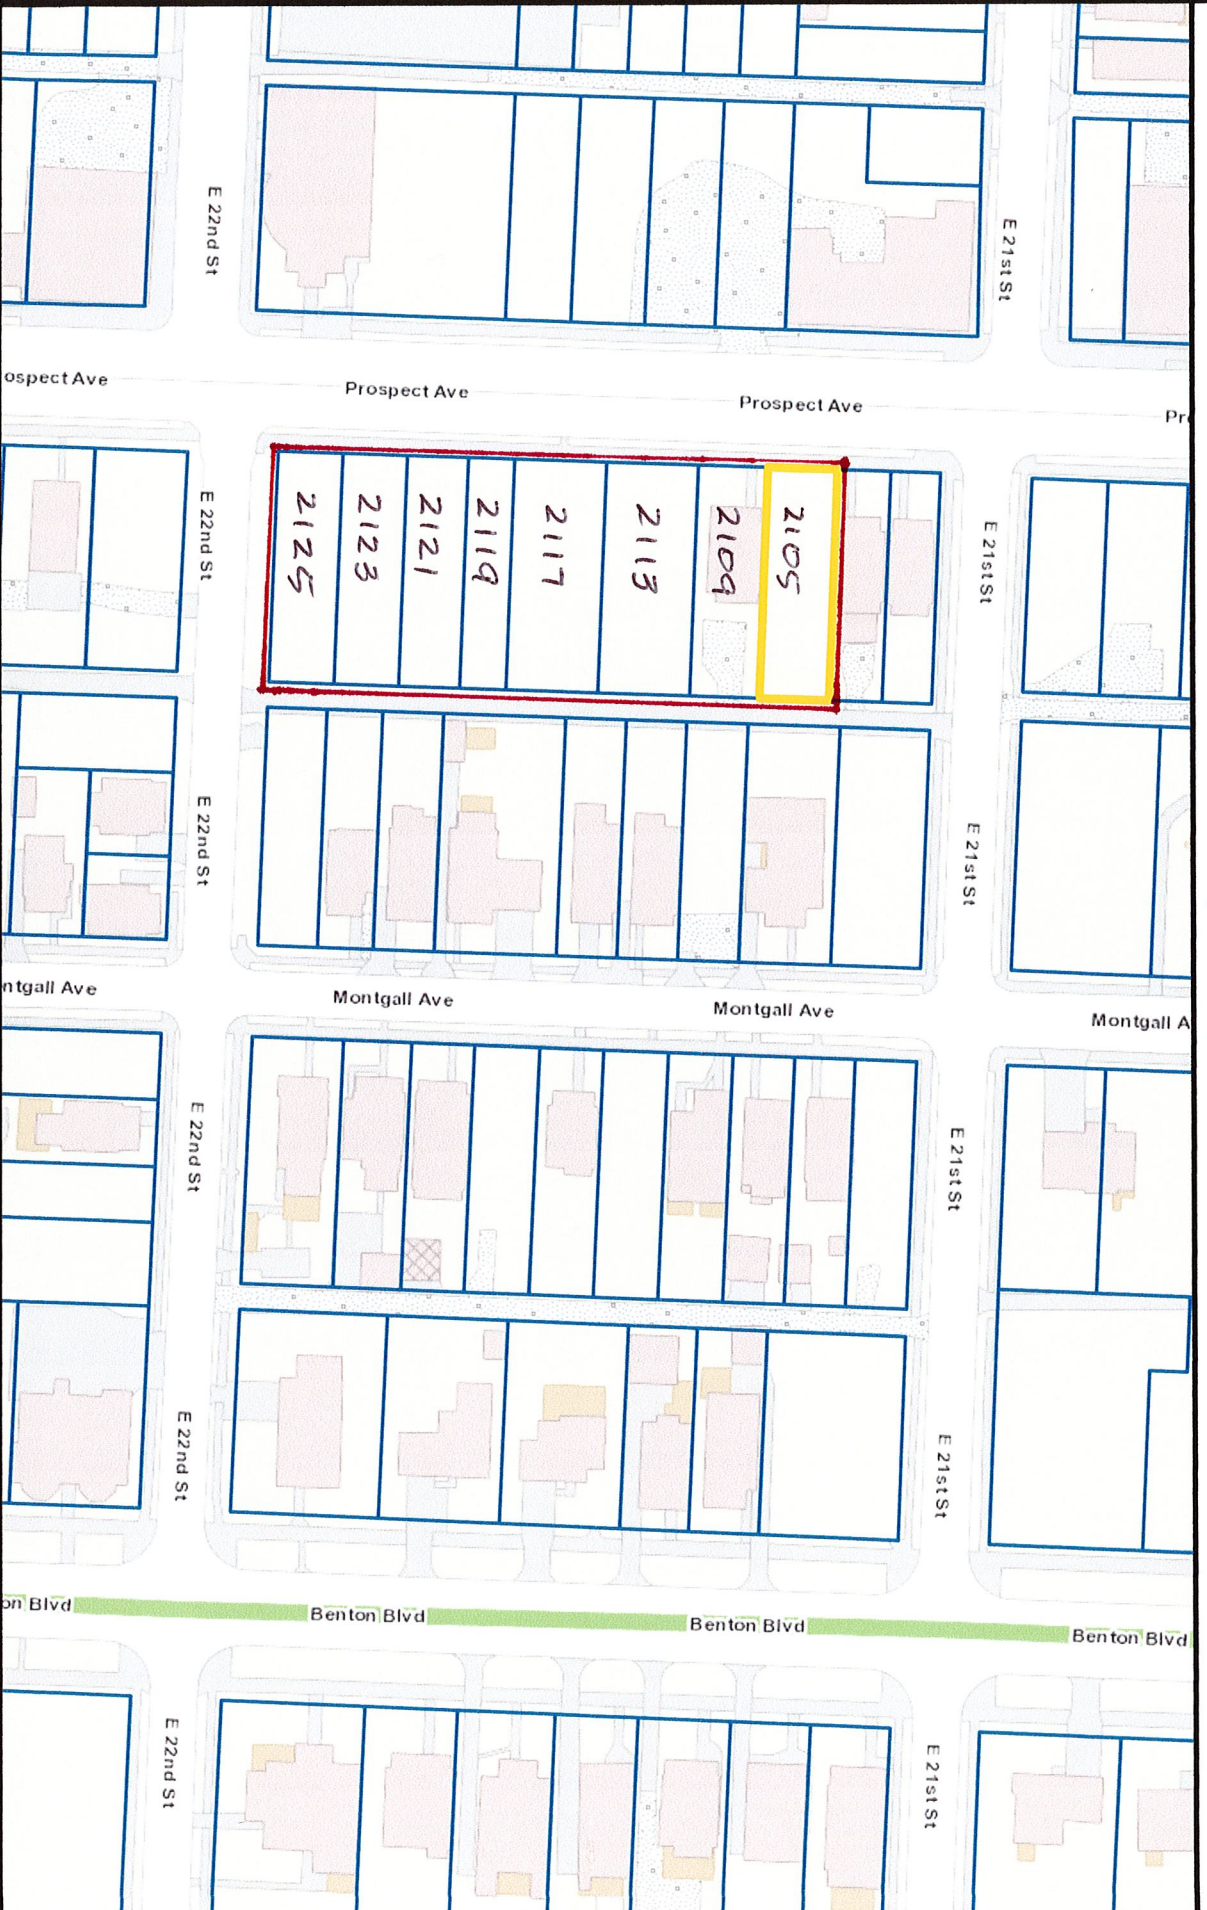 E 22nd St
E 21st St
ospect Ave
Prospect Ave
Prospect Ave
Pr
E 22nd St
2125
2123
2121
2119
2117
2113
2109
2105
E 21st St
E 22nd St
E 21st St
ntgall Ave
Montgall Ave
Montgall Ave
Montgall A
E 22nd St
E 21st St
E 22nd St
E 21st St
on Blvd
Benton Blvd
Benton Blvd
Benton Blvd
E 22nd St
E 21st St